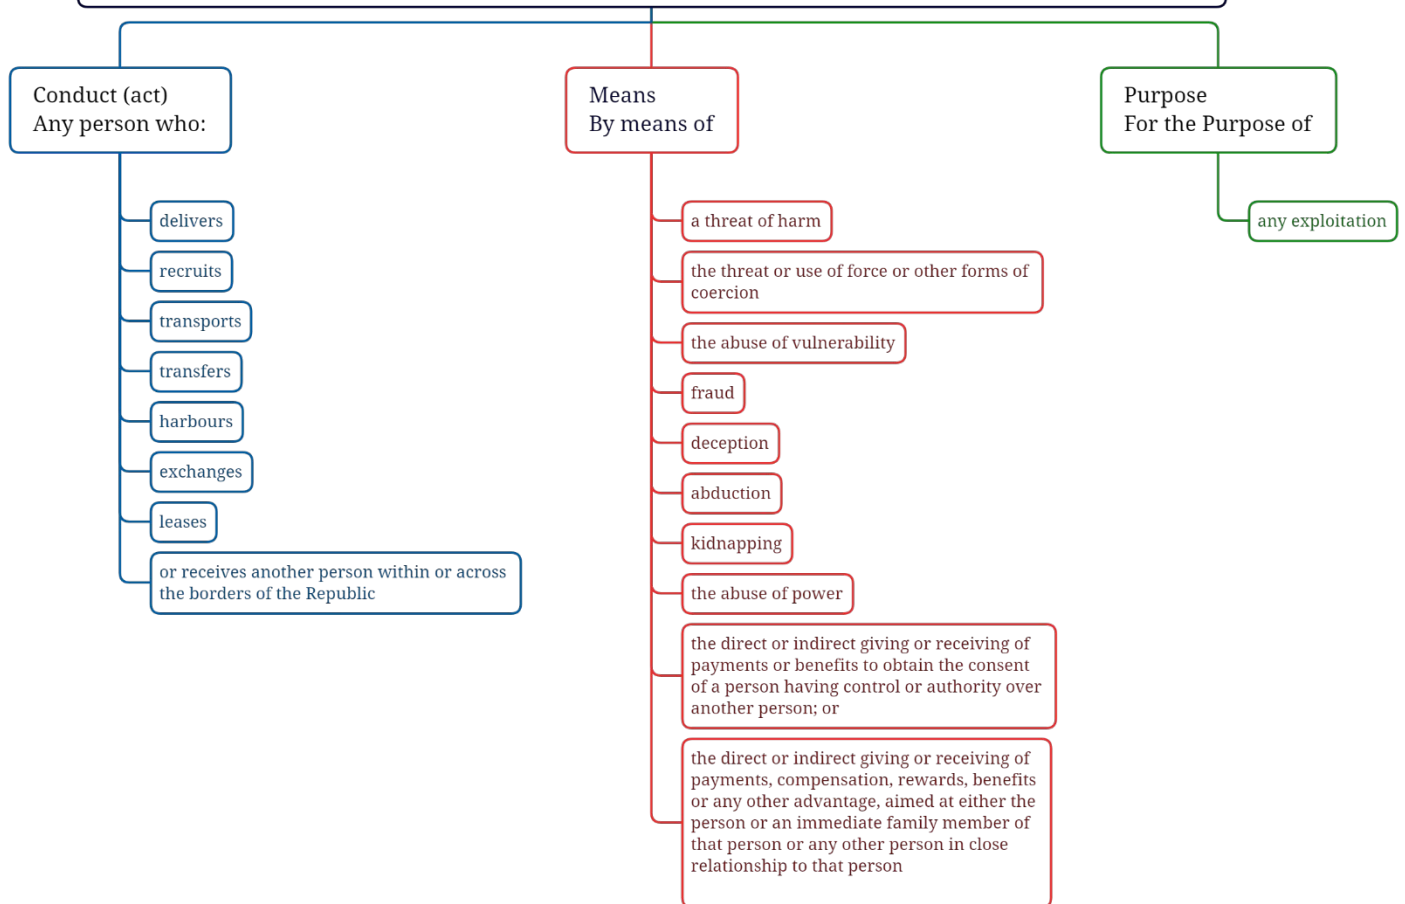 Conduct (act)
Any person who:
delivers
recruits
transports
transfers
harbours
exchanges
leases
or receives another person within or across
the borders of the Republic
Means
By means of
a threat of harm
the threat or use of force or other forms of
coercion
the abuse of vulnerability
fraud
deception
abduction
kidnapping
the abuse of power
the direct or indirect giving or receiving of
payments or benefits to obtain the consent
of a person having control or authority over
another person; or
the direct or indirect giving or receiving of
payments, compensation, rewards, benefits
or any other advantage, aimed at either the
person or an immediate family member of
that person or any other person in close
relationship to that person
Purpose
For the Purpose of
any exploitation